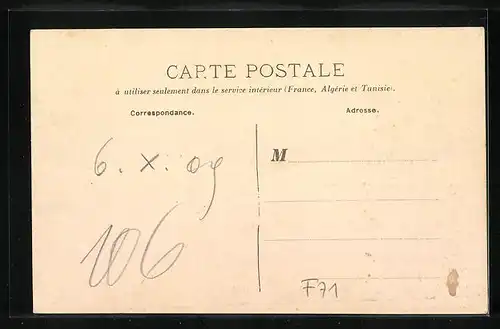 CARTE POSTALE
à utiliser seulement dans le service intérieur (France, Algérie et Tunisie).
Correspondance.
Adresse.
6. X. 09
M
106
F71